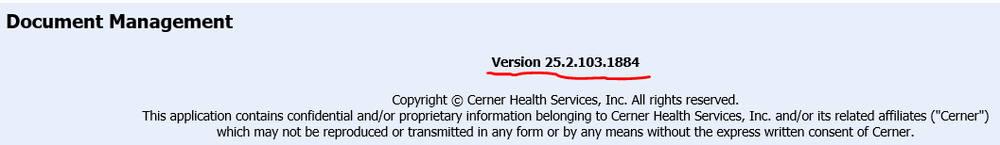 Document Management
Version 25.2.103.1884
Copyright © Cerner Health Services, Inc. All rights reserved.
This application contains confidential and/or proprietary information belonging to Cerner Health Services, Inc. and/or its related affiliates ("Cerner")
which may not be reproduced or transmitted in any form or by any means without the express written consent of Cerner.